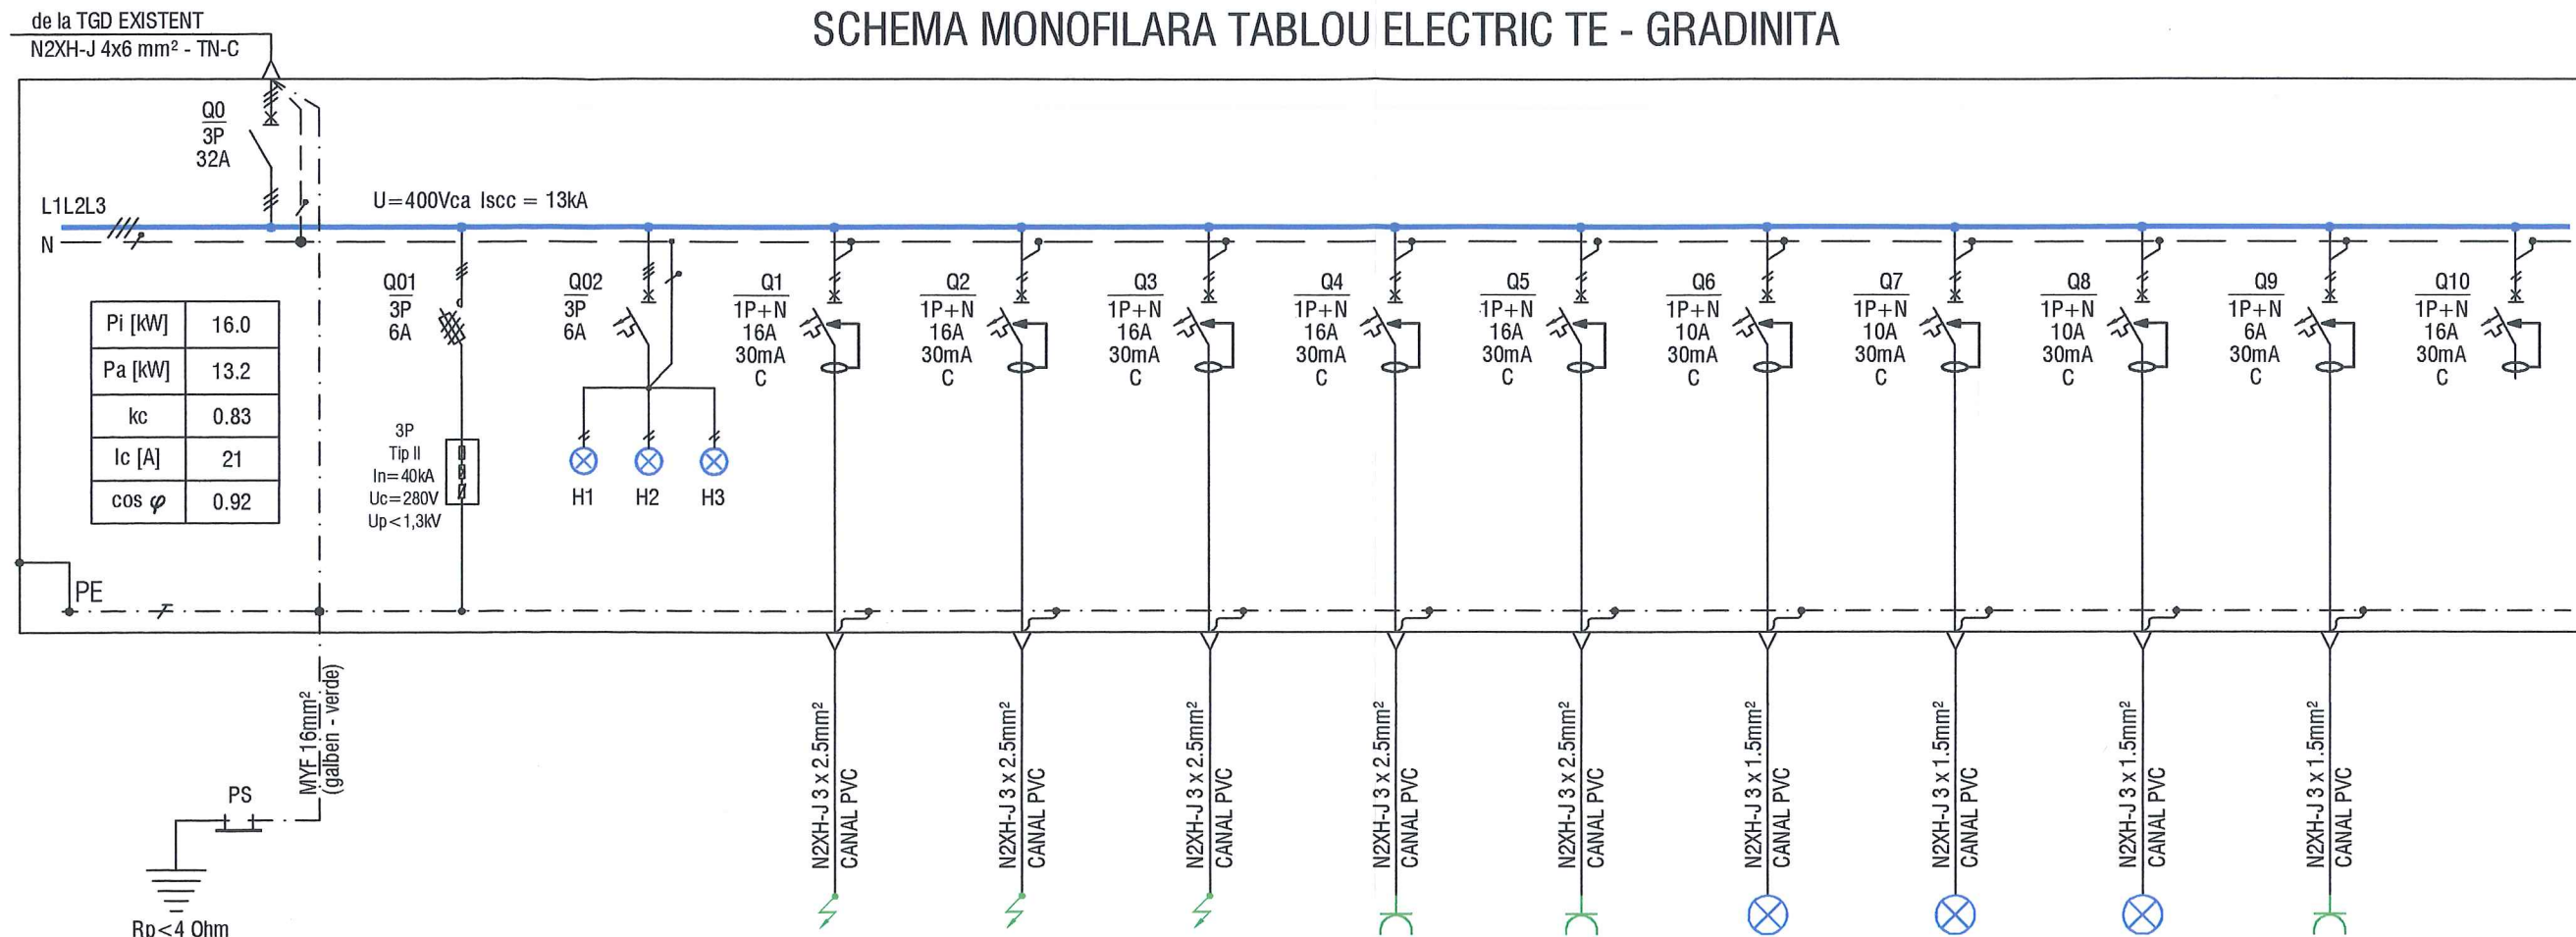 de la TGD EXISTENT
N2XH-J 4x6 mm² - TN-C
SCHEMA MONOFILARA TABLOU ELECTRIC TE - GRADINITA
Q0
3P
32A
L1L2L3
N
U=400Vca Iscc = 13kA
Pi [kW] 16.0
Pa [kW] 13.2
kc 0.83
Ic [A] 21
cos φ 0.92
Q01
3P
6A
3P
Tip II
In=40kA
Uc=280V
Up<1,3kV
Q02
3P
6A
H1
H2
H3
Q1
1P+N
16A
30mA
C
Q2
1P+N
16A
30mA
C
Q3
1P+N
16A
30mA
C
Q4
1P+N
16A
30mA
C
Q5
1P+N
16A
30mA
C
Q6
1P+N
10A
30mA
C
Q7
1P+N
10A
30mA
C
Q8
1P+N
10A
30mA
C
Q9
1P+N
6A
30mA
C
Q10
1P+N
16A
30mA
C
PE
MYF 16mm²
(galben - verde)
PS
Rp<4 Ohm
N2XH-J 3 x 2.5mm²
CANAL PVC
N2XH-J 3 x 2.5mm²
CANAL PVC
N2XH-J 3 x 2.5mm²
CANAL PVC
N2XH-J 3 x 2.5mm²
CANAL PVC
N2XH-J 3 x 2.5mm²
CANAL PVC
N2XH-J 3 x 1.5mm²
CANAL PVC
N2XH-J 3 x 1.5mm²
CANAL PVC
N2XH-J 3 x 1.5mm²
CANAL PVC
N2XH-J 3 x 1.5mm²
CANAL PVC